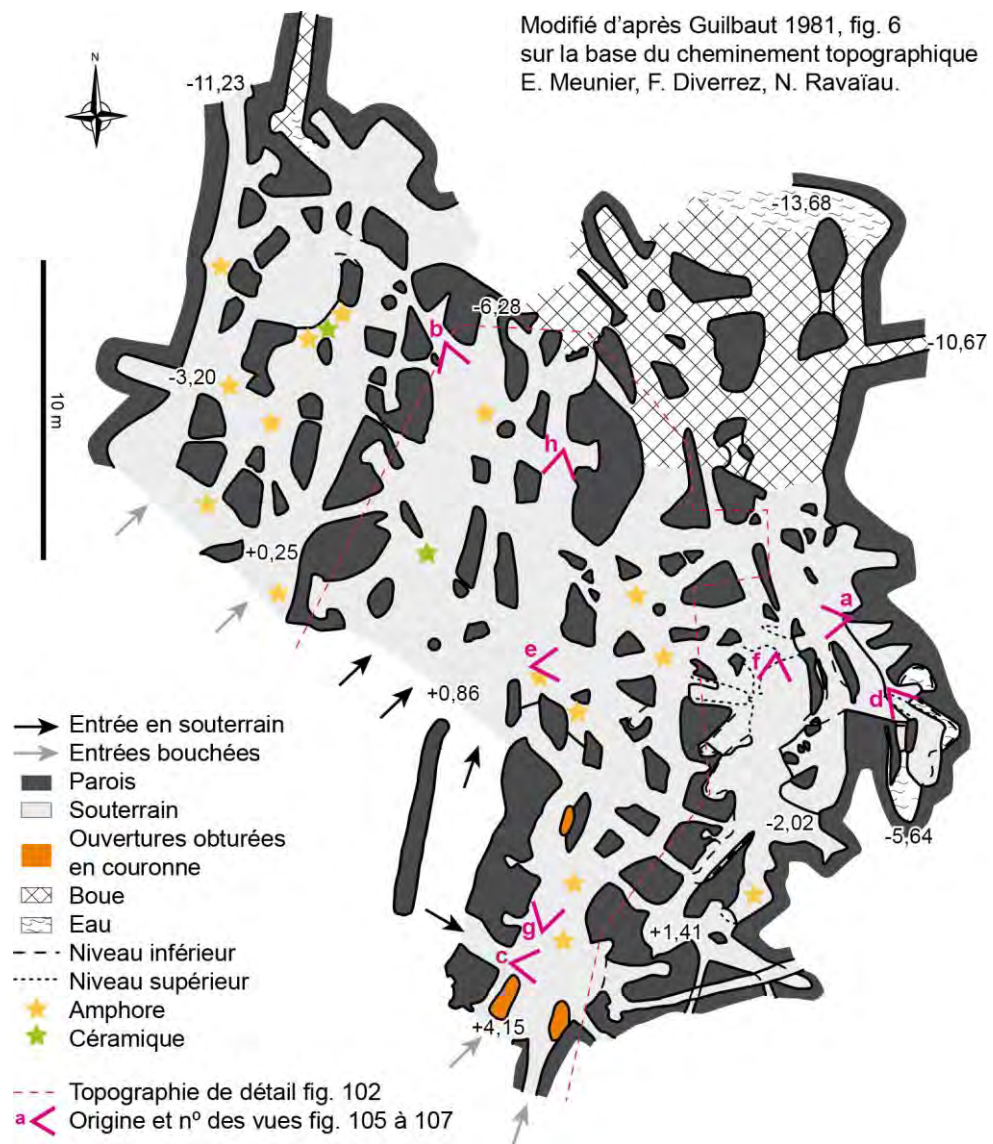 Modifié d'après Guilbaut 1981, fig. 6
sur la base du cheminement topographique
E. Meunier, F. Diverrez, N. Ravaïau.
N
-11,23
-13,68
-6,28
b
-10,67
-3,20
10 m
h
+0,25
a
e
f
+0,86
d
-2,02
-5,64
g
+1,41
c
+4,15
Entrée en souterrain
Entrées bouchées
Parois
Souterrain
Ouvertures obturées
en couronne
Boue
Eau
Niveau inférieur
Niveau supérieur
Amphore
Céramique
Topographie de détail fig. 102
a Origine et nº des vues fig. 105 à 107